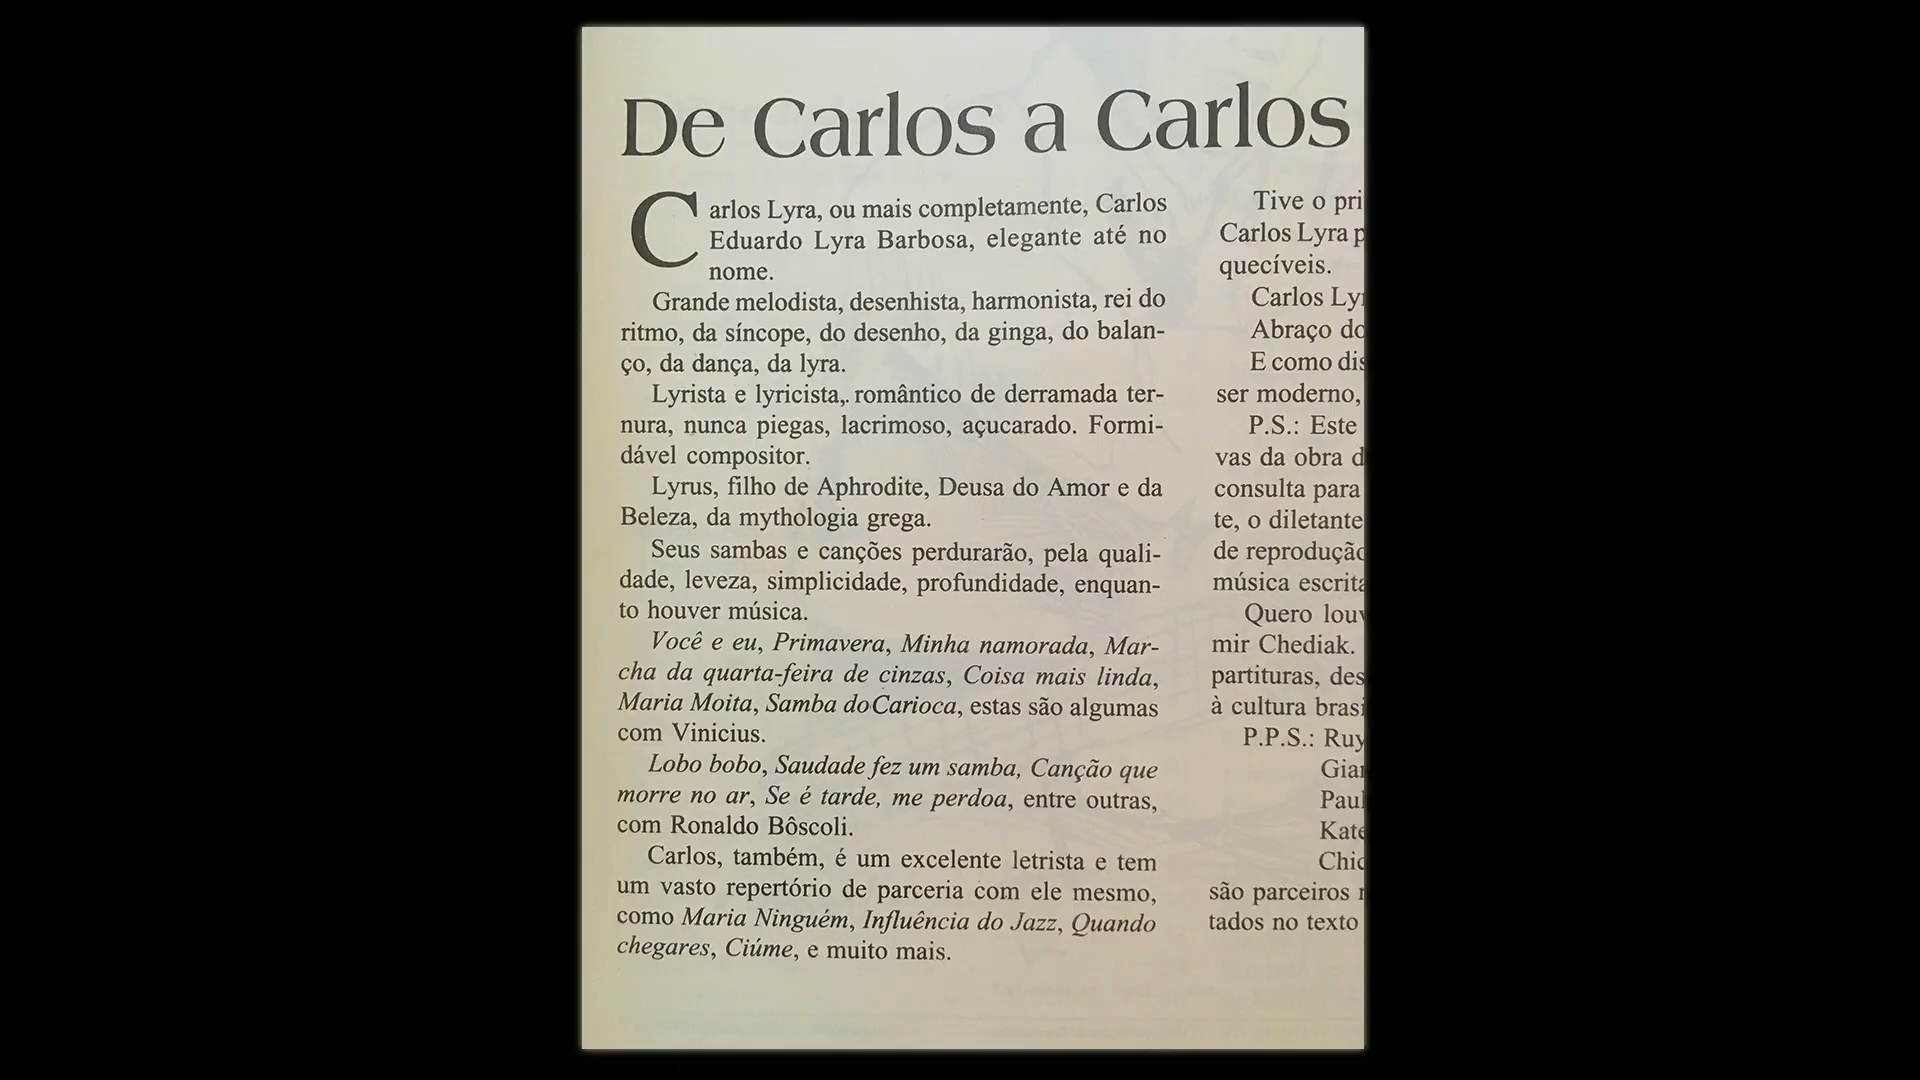 De Carlos a Carlos
Carlos Lyra, ou mais completamente, Carlos
Eduardo Lyra Barbosa, elegante até no
nome.
Grande melodista, desenhista, harmonista, rei do
ritmo, da síncope, do desenho, da ginga, do balan-
ço, da dança, da lyra.
Lyrista e lyricista, romântico de derramada ter-
nura, nunca piegas, lacrimoso, açucarado. Formi-
dável compositor.
Lyrus, filho de Aphrodite, Deusa do Amor e da
Beleza, da mythologia grega.
Seus sambas e canções perdurarão, pela quali-
dade, leveza, simplicidade, profundidade, enquan-
to houver música.
Você e eu, Primavera, Minha namorada, Mar-
cha da quarta-feira de cinzas, Coisa mais linda,
Maria Moita, Samba do Carioca, estas são algumas
com Vinicius.
Lobo bobo, Saudade fez um samba, Canção que
morre no ar, Se é tarde, me perdoa, entre outras,
com Ronaldo Bôscoli.
Carlos, também, é um excelente letrista e tem
um vasto repertório de parceria com ele mesmo,
como Maria Ninguém, Influência do Jazz, Quando
chegares, Ciúme, e muito mais.
Tive o pri
Carlos Lyra p
quecíveis.
Carlos Ly
Abraço do
E como dis
ser moderno,
P.S.: Este
vas da obra d
consulta para
te, o diletante
de reprodução
música escrita
Quero lou
mir Chediak.
partituras, des
à cultura brasi
P.P.S.: Ruy
Gian
Paul
Kate
Chic
são parceiros
tados no texto